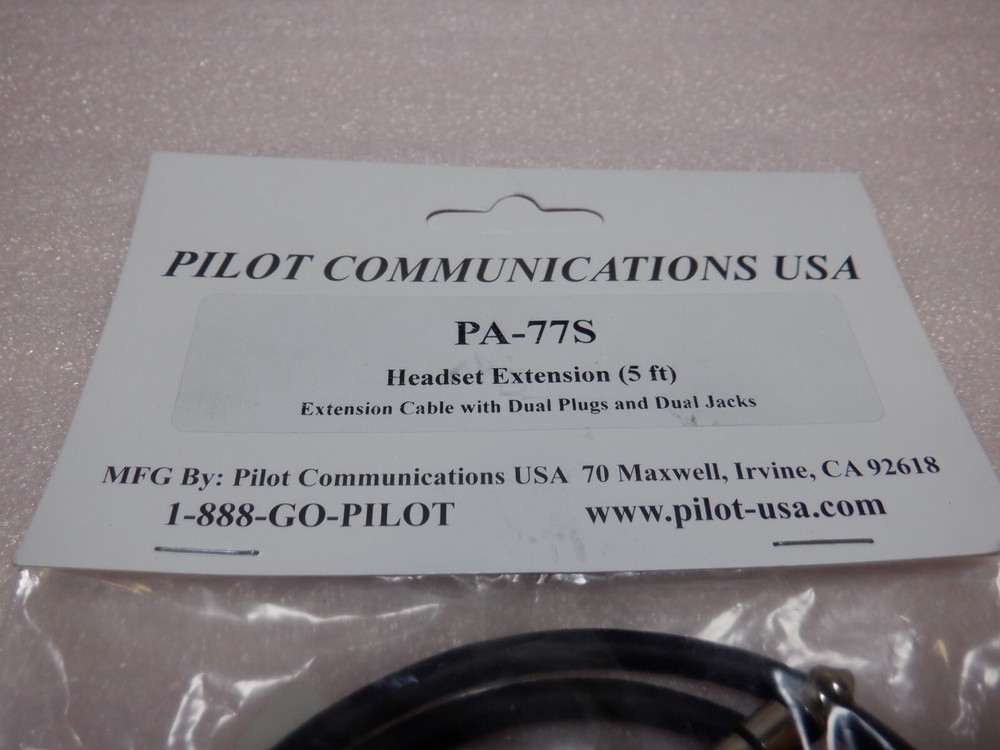 PILOT COMMUNICATIONS USA
PA-77S
Headset Extension (5 ft)
Extension Cable with Dual Plugs and Dual Jacks
MFG By: Pilot Communications USA 70 Maxwell, Irvine, CA 92618
1-888-GO-PILOT www.pilot-usa.com